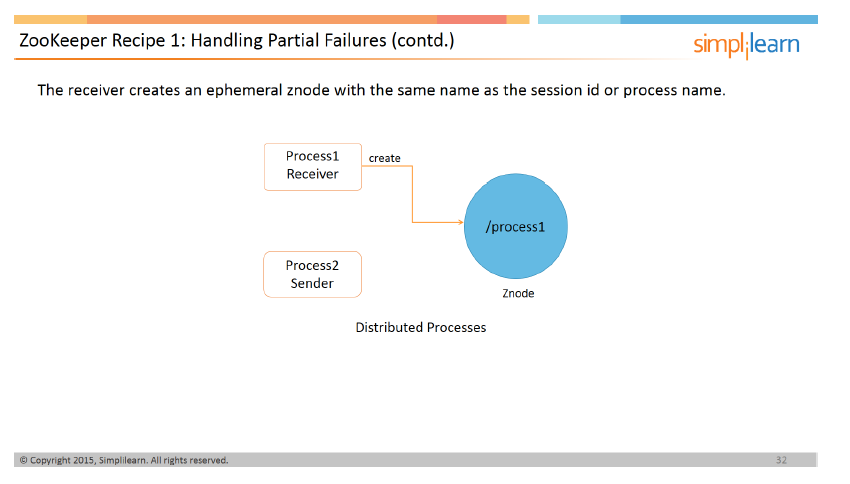 ZooKeeper Recipe 1: Handling Partial Failures (contd.)
simplilearn
The receiver creates an ephemeral znode with the same name as the session id or process name.
Process1
Receiver
create
/process1
Process2
Sender
Znode
Distributed Processes
© Copyright 2015, Simplilearn. All rights reserved.
32